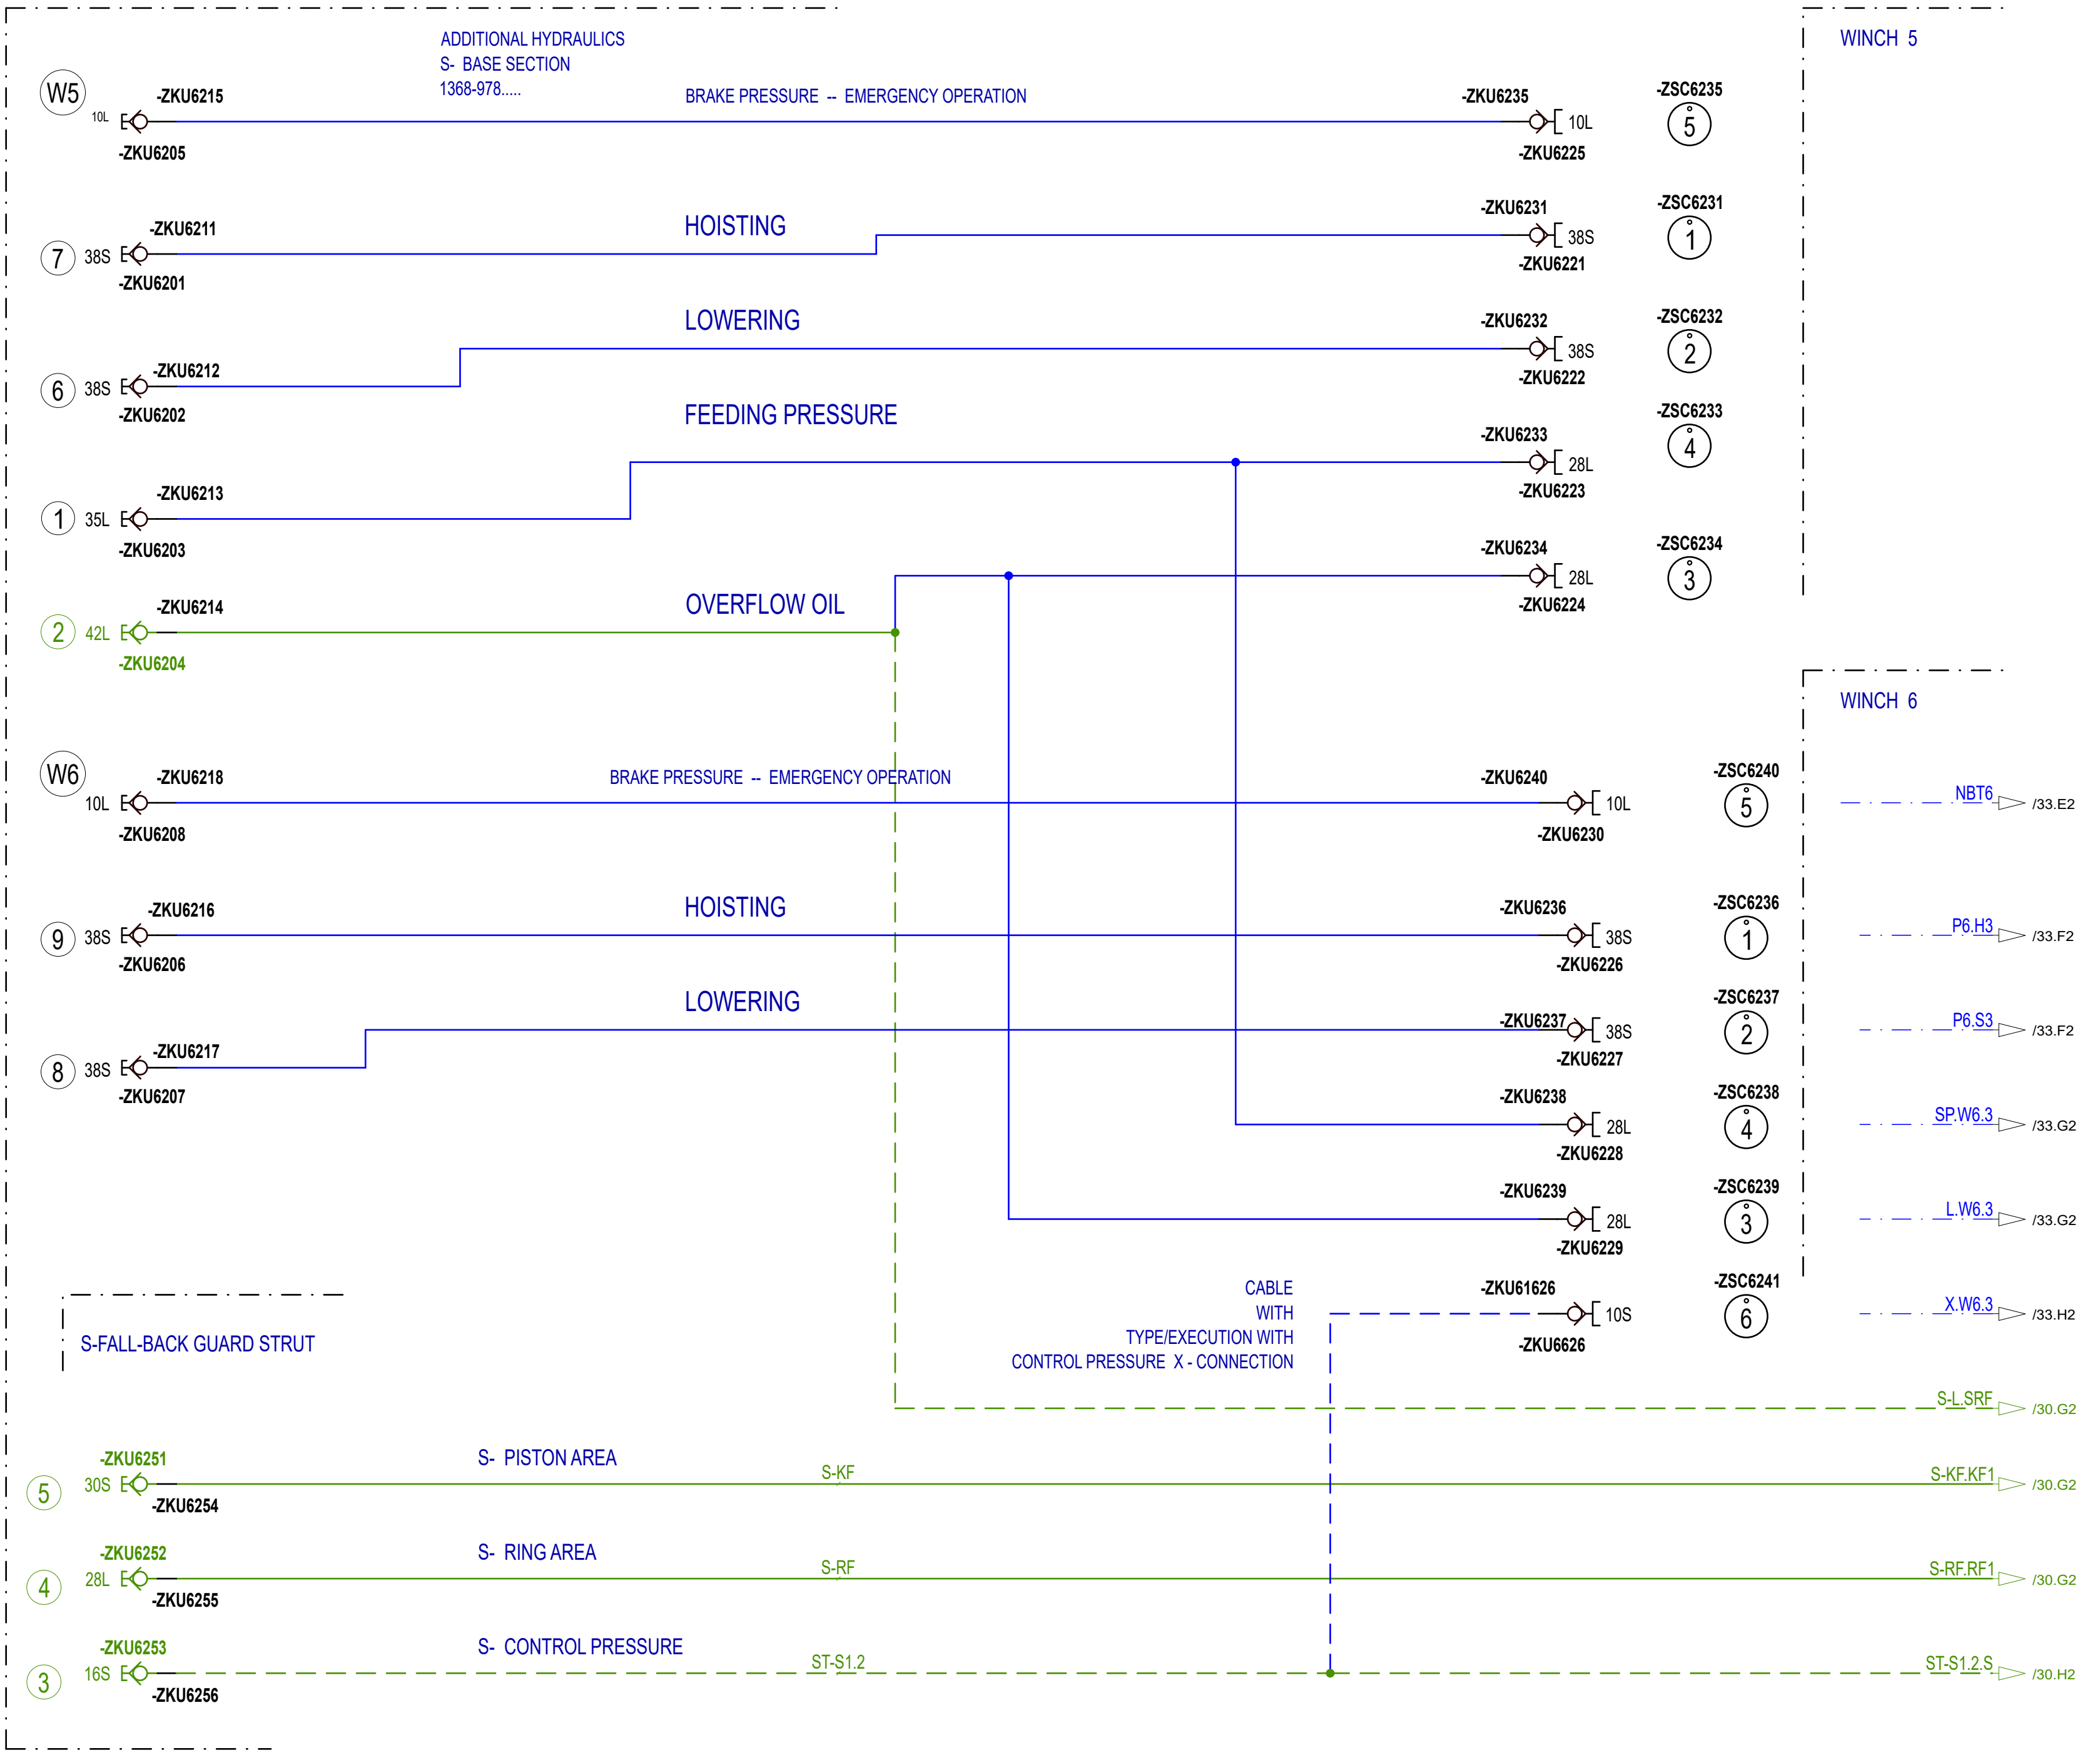 ADDITIONAL HYDRAULICS
S- BASE SECTION
1368-978.....
WINCH 5
W5
-ZKU6215
10L
-ZKU6205
BRAKE PRESSURE -- EMERGENCY OPERATION
-ZKU6235
10L
-ZKU6225
-ZSC6235
5
7
-ZKU6211
38S
-ZKU6201
HOISTING
-ZKU6231
38S
-ZKU6221
-ZSC6231
1
6
-ZKU6212
38S
-ZKU6202
LOWERING
-ZKU6232
38S
-ZKU6222
-ZSC6232
2
1
-ZKU6213
35L
-ZKU6203
FEEDING PRESSURE
-ZKU6233
28L
-ZKU6223
-ZSC6233
4
2
-ZKU6214
42L
-ZKU6204
OVERFLOW OIL
-ZKU6234
28L
-ZKU6224
-ZSC6234
3
WINCH 6
W6
-ZKU6218
10L
-ZKU6208
BRAKE PRESSURE -- EMERGENCY OPERATION
-ZKU6240
10L
-ZKU6230
-ZSC6240
5
NBT6
/33.E2
9
-ZKU6216
38S
-ZKU6206
HOISTING
-ZKU6236
38S
-ZKU6226
-ZSC6236
1
P6.H3
/33.F2
8
-ZKU6217
38S
-ZKU6207
LOWERING
-ZKU6237
38S
-ZKU6227
-ZSC6237
2
P6.S3
/33.F2
-ZKU6238
28L
-ZKU6228
-ZSC6238
4
SP.W6.3
/33.G2
-ZKU6239
28L
-ZKU6229
-ZSC6239
3
L.W6.3
/33.G2
S-FALL-BACK GUARD STRUT
CABLE
WITH
TYPE/EXECUTION WITH
CONTROL PRESSURE X - CONNECTION
-ZKU61626
10S
-ZKU6626
-ZSC6241
6
X.W6.3
/33.H2
S-L.SRF
/30.G2
5
-ZKU6251
30S
-ZKU6254
S- PISTON AREA
S-KF
S-KF.KF1
/30.G2
4
-ZKU6252
28L
-ZKU6255
S- RING AREA
S-RF
S-RF.RF1
/30.G2
3
-ZKU6253
16S
-ZKU6256
S- CONTROL PRESSURE
ST-S1.2
ST-S1.2.S
/30.H2